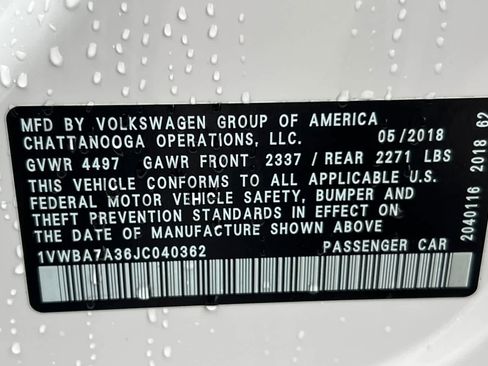 MFD BY VOLKSWAGEN GROUP OF AMERICA
CHATTANOOGA OPERATIONS, LLC. 05/2018
GVWR 4497 GAWR FRONT 2337/REAR 2271 LBS
THIS VEHICLE CONFORMS TO ALL APPLICABLE U.S.
FEDERAL MOTOR VEHICLE SAFETY, BUMPER AND
THEFT PREVENTION STANDARDS IN EFFECT ON
THE DATE OF MANUFACTURE SHOWN ABOVE
1VWBA7A36JC040362 PASSENGER CAR
2040116 2018 62